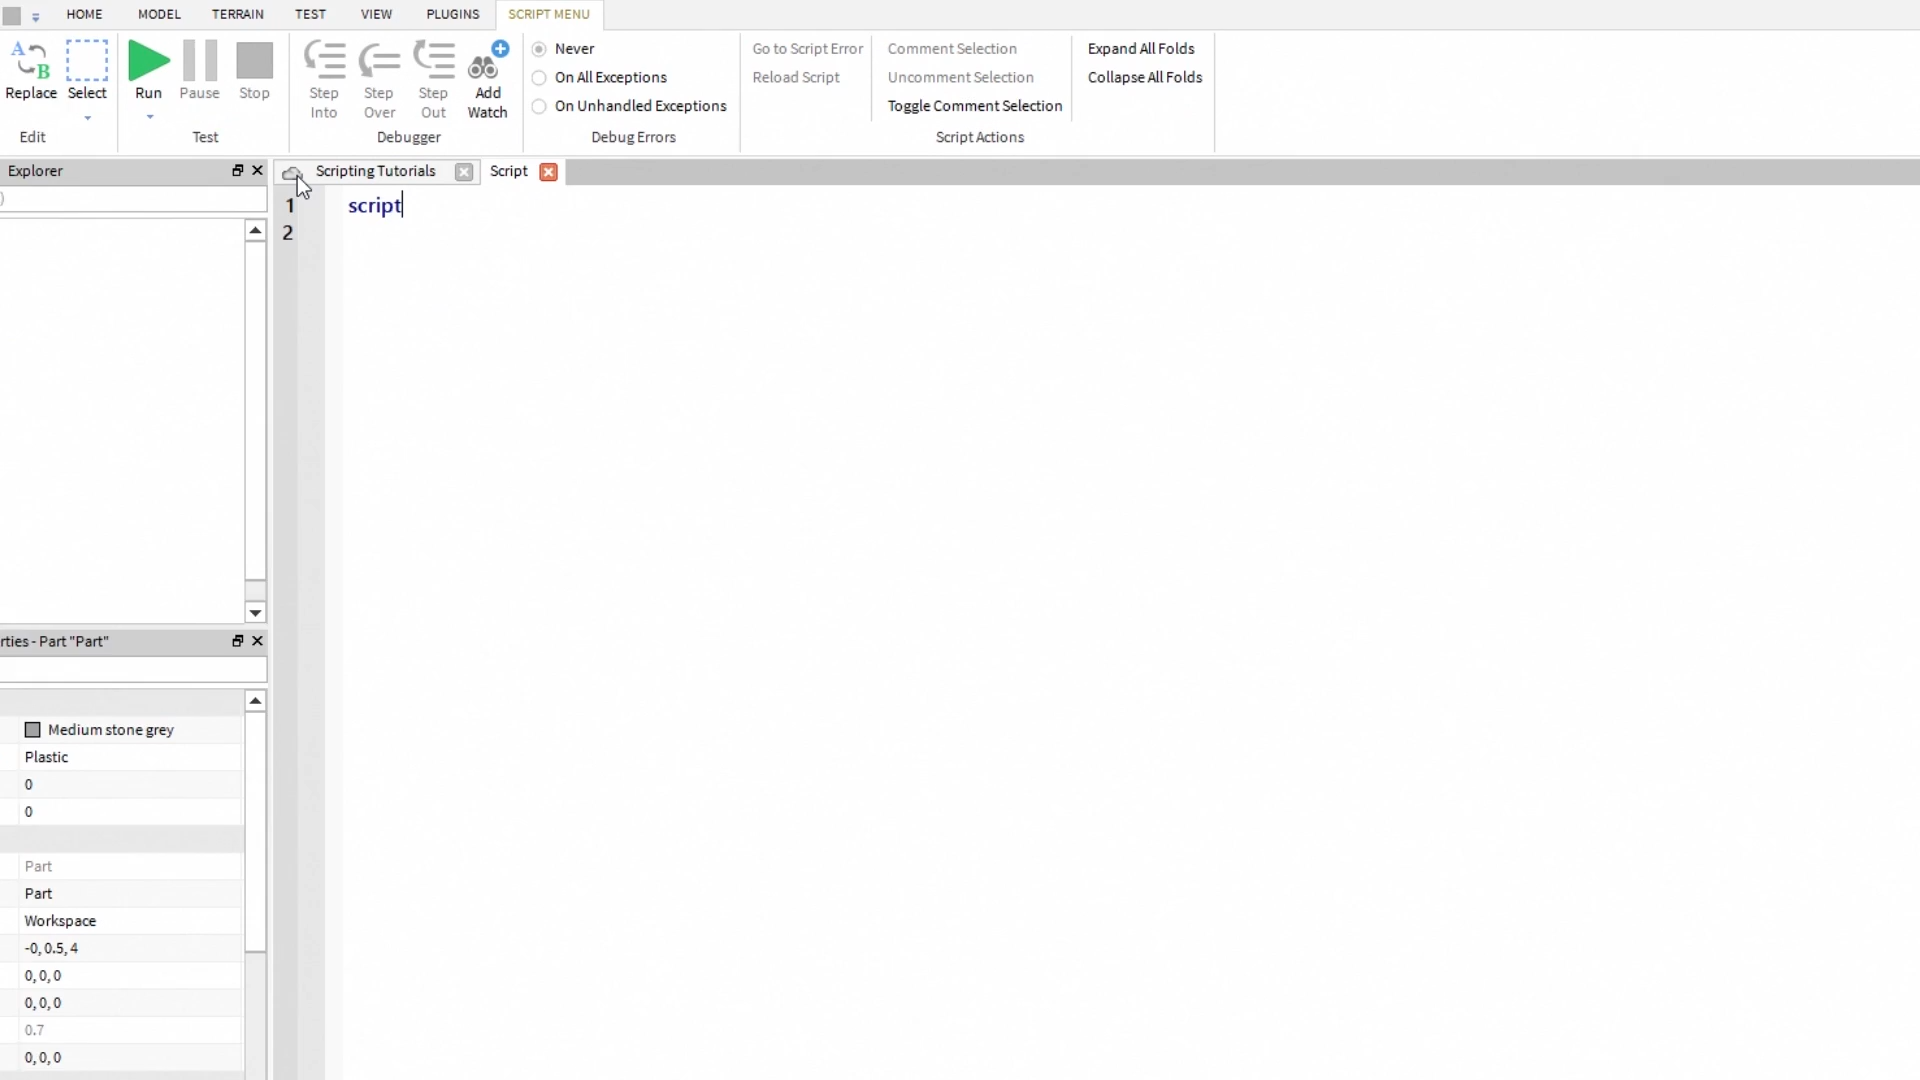 HOME MODEL TERRAIN TEST VIEW PLUGINS SCRIPT MENU
A B
Replace Select Run Pause Stop Step Into Step Over Step Out Add Watch
Never
On All Exceptions
On Unhandled Exceptions
Go to Script Error
Reload Script
Comment Selection
Uncomment Selection
Toggle Comment Selection
Expand All Folds
Collapse All Folds
Edit Test Debugger Debug Errors Script Actions
Explorer
)
Scripting Tutorials Script
1 script
2
rties - Part "Part"
Medium stone grey
Plastic
0
0
Part
Part
Workspace
-0, 0.5, 4
0, 0, 0
0, 0, 0
0.7
0, 0, 0